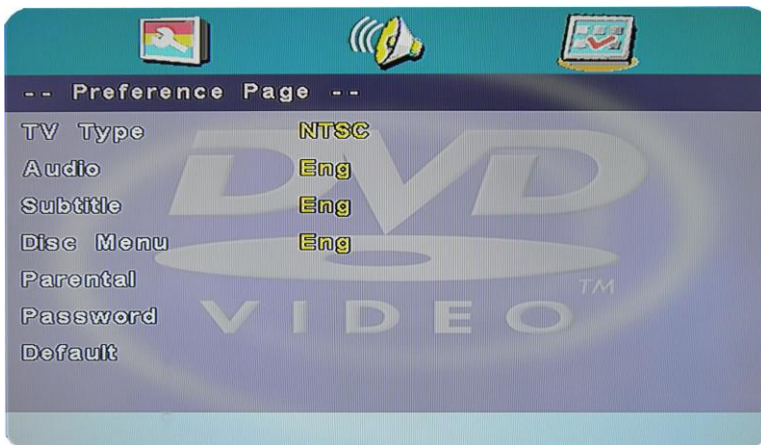 -- Preference Page --
TV Type NTSC
Audio Eng
Subtitle Eng
Disc Menu Eng
Parental
Password
Default
DVD
VIDEO
TM